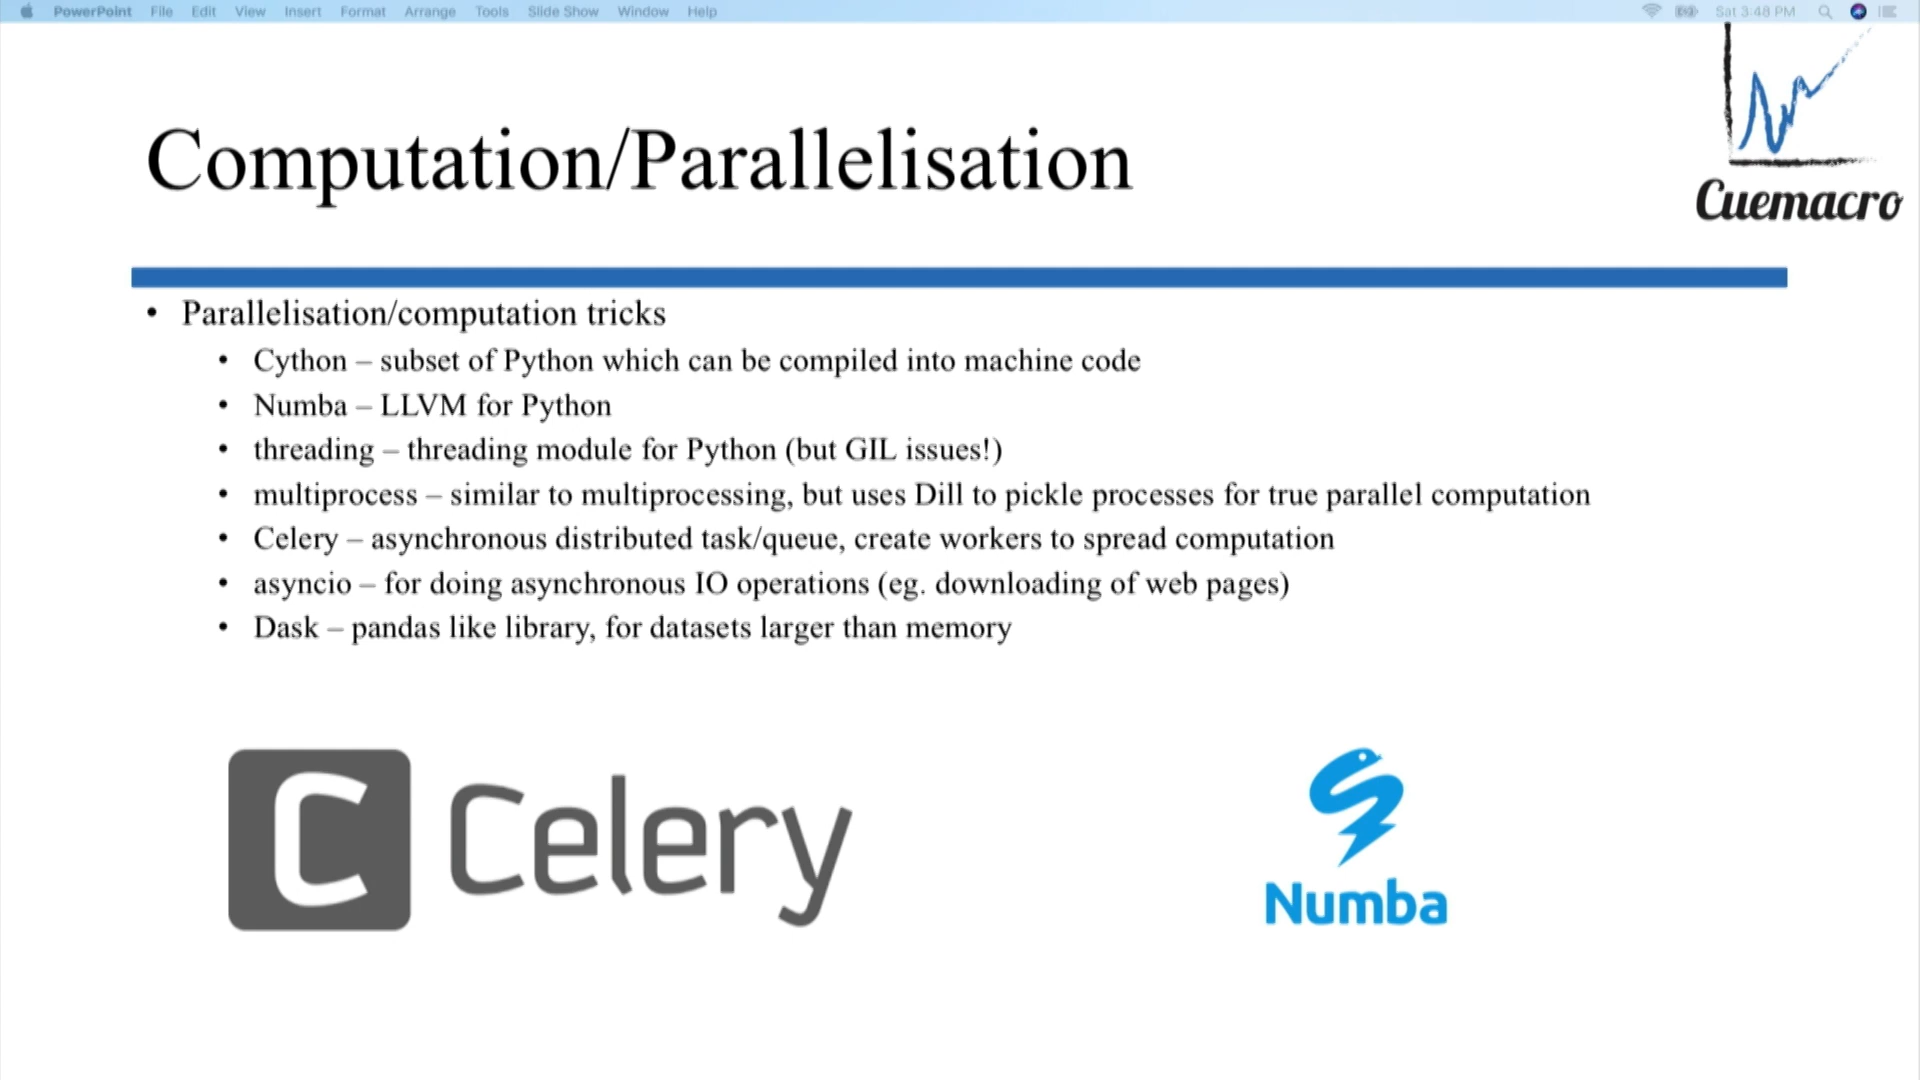 PowerPoint File Edit View Insert Format Arrange Tools Slide Show Window Help Sat 3:48 PM
Cuemacro
Computation/Parallelisation
• Parallelisation/computation tricks
• Cython – subset of Python which can be compiled into machine code
• Numba – LLVM for Python
• threading – threading module for Python (but GIL issues!)
• multiprocess – similar to multiprocessing, but uses Dill to pickle processes for true parallel computation
• Celery – asynchronous distributed task/queue, create workers to spread computation
• asyncio – for doing asynchronous IO operations (eg. downloading of web pages)
• Dask – pandas like library, for datasets larger than memory
C Celery
Numba